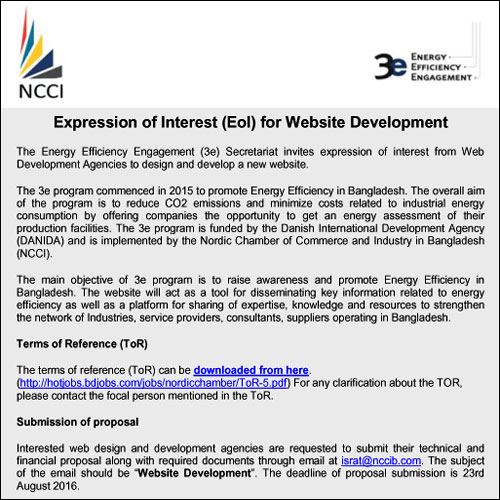 NCCI
3e ENERGY
EFFICIENCY
ENGAGEMENT
Expression of Interest (EoI) for Website Development
The Energy Efficiency Engagement (3e) Secretariat invites expression of interest from Web
Development Agencies to design and develop a new website.
The 3e program commenced in 2015 to promote Energy Efficiency in Bangladesh. The overall aim
of the program is to reduce CO2 emissions and minimize costs related to industrial energy
consumption by offering companies the opportunity to get an energy assessment of their
production facilities. The 3e program is funded by the Danish International Development Agency
(DANIDA) and is implemented by the Nordic Chamber of Commerce and Industry in Bangladesh
(NCCI).
The main objective of 3e program is to raise awareness and promote Energy Efficiency in
Bangladesh. The website will act as a tool for disseminating key information related to energy
efficiency as well as a platform for sharing of expertise, knowledge and resources to strengthen
the network of Industries, service providers, consultants, suppliers operating in Bangladesh.
Terms of Reference (ToR)
The terms of reference (ToR) can be downloaded from here.
(http://hotjobs.bdjobs.com/jobs/nordicchamber/ToR-5.pdf) For any clarification about the TOR,
please contact the focal person mentioned in the ToR.
Submission of proposal
Interested web design and development agencies are requested to submit their technical and
financial proposal along with required documents through email at israt@nccib.com. The subject
of the email should be “Website Development”. The deadline of proposal submission is 23rd
August 2016.